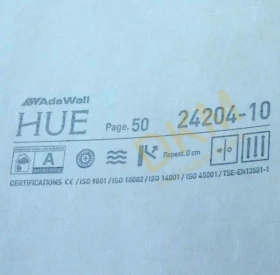 AdaWall
HUE Page. 50 24204-10
A Repeat: 0 cm
CERTIFICATIONS CE / ISO 9001 / ISO 10002 / ISO 14001 / ISO 45001 / TSE-EN13501-1
DKM